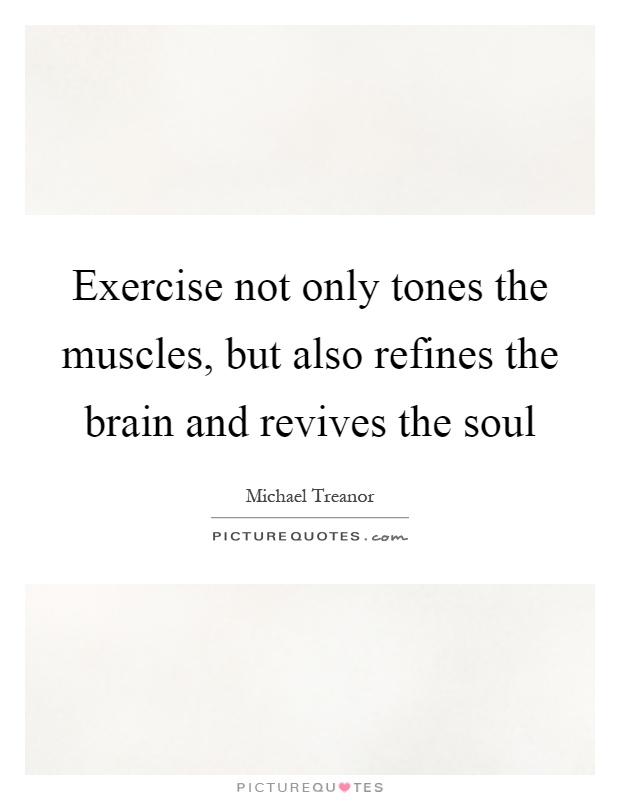 Exercise not only tones the
muscles, but also refines the
brain and revives the soul
Michael Treanor
PICTUREQUOTES.com
PICTUREQUOTES